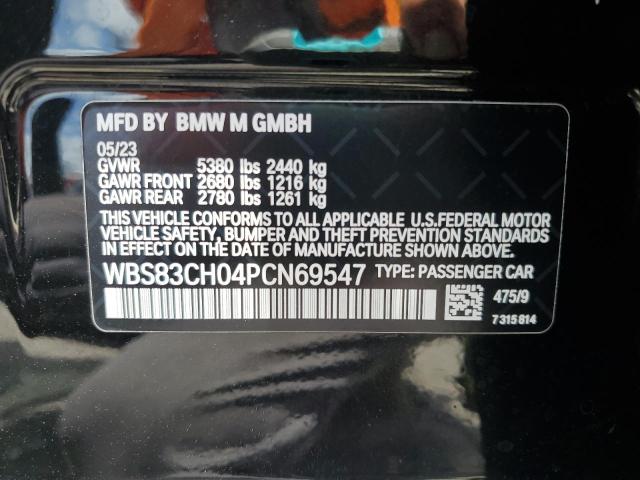 MFD BY BMW M GMBH
05/23
GVWR 5380 lbs 2440 kg
GAWR FRONT 2680 lbs 1216 kg
GAWR REAR 2780 lbs 1261 kg
THIS VEHICLE CONFORMS TO ALL APPLICABLE U.S.FEDERAL MOTOR
VEHICLE SAFETY, BUMPER AND THEFT PREVENTION STANDARDS
IN EFFECT ON THE DATE OF MANUFACTURE SHOWN ABOVE.
WBS83CH04PCN69547 TYPE: PASSENGER CAR
475/9
7315814